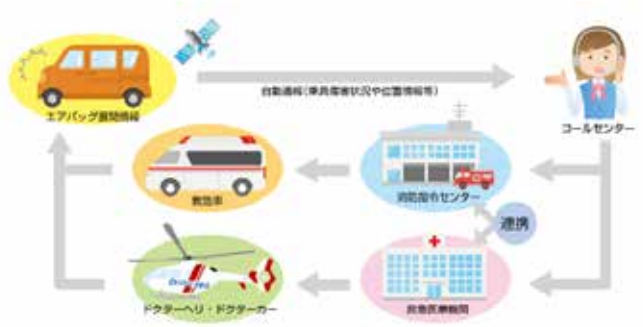 自動通報(乗員傷害状況や位置情報等)
エアバッグ展開情報
コールセンター
救急車
消防指令センター
連携
ドクターヘリ・ドクターカー
救急医療機関